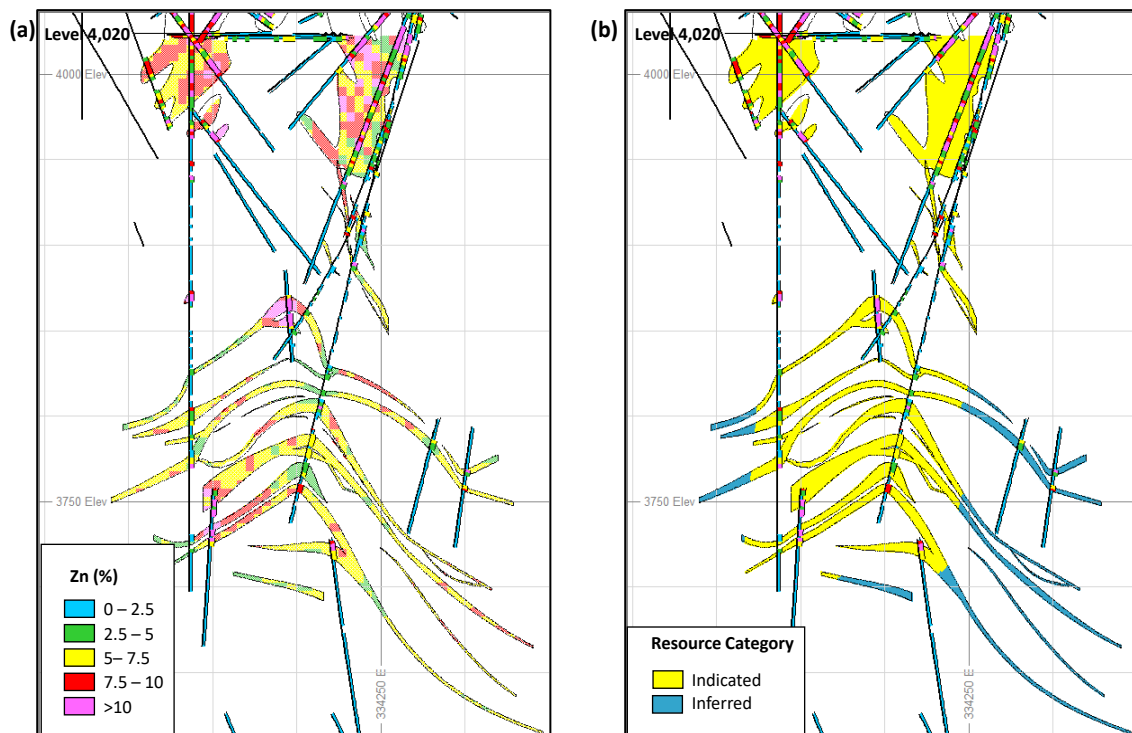 (a)
Level 4,020
4000 Elev
3750 Elev
334250 E
Zn (%)
0 – 2.5
2.5 – 5
5– 7.5
7.5 – 10
>10
(b)
Level 4,020
4000 Elev
3750 Elev
334250 E
Resource Category
Indicated
Inferred